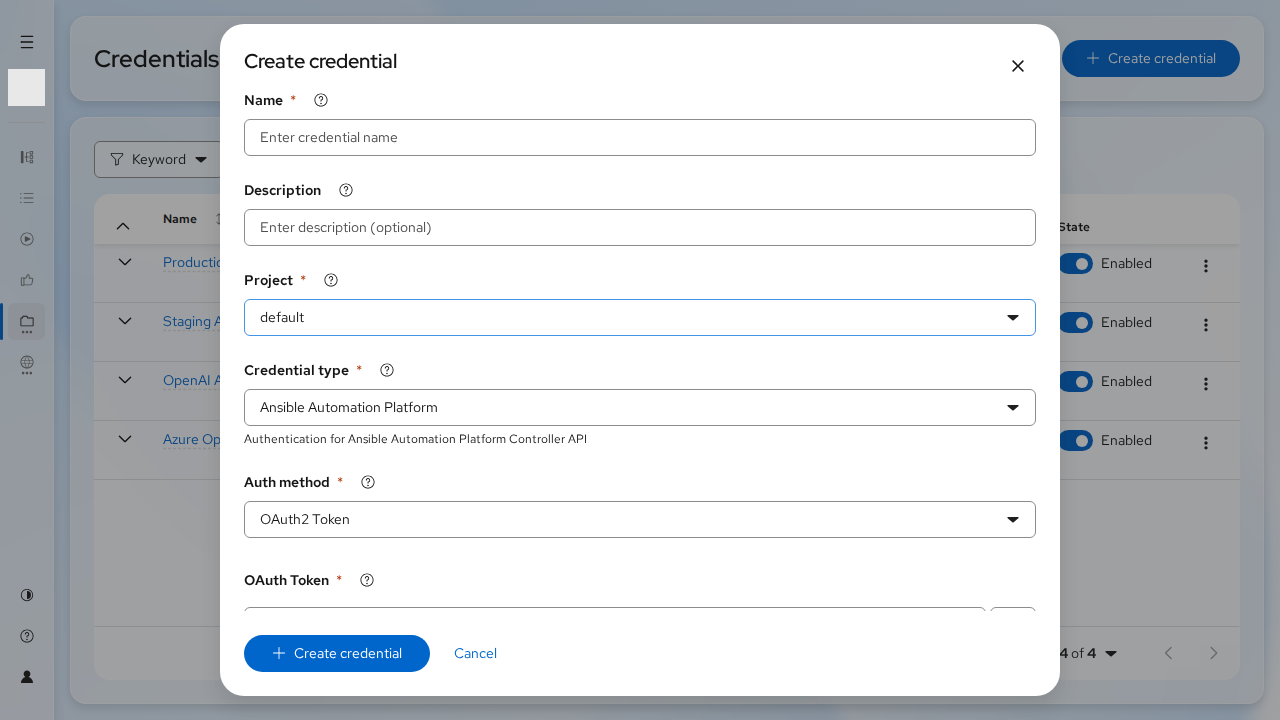 Create credential
Name *
Enter credential name
Description
Enter description (optional)
Project *
default
Credential type *
Ansible Automation Platform
Authentication for Ansible Automation Platform Controller API
Auth method *
OAuth2 Token
OAuth Token *
Create credential
Cancel
Credentials
Create credential
Keyword
Name
State
Enabled
Staging
Enabled
OpenAI
Enabled
Azure
Enabled
4 of 4